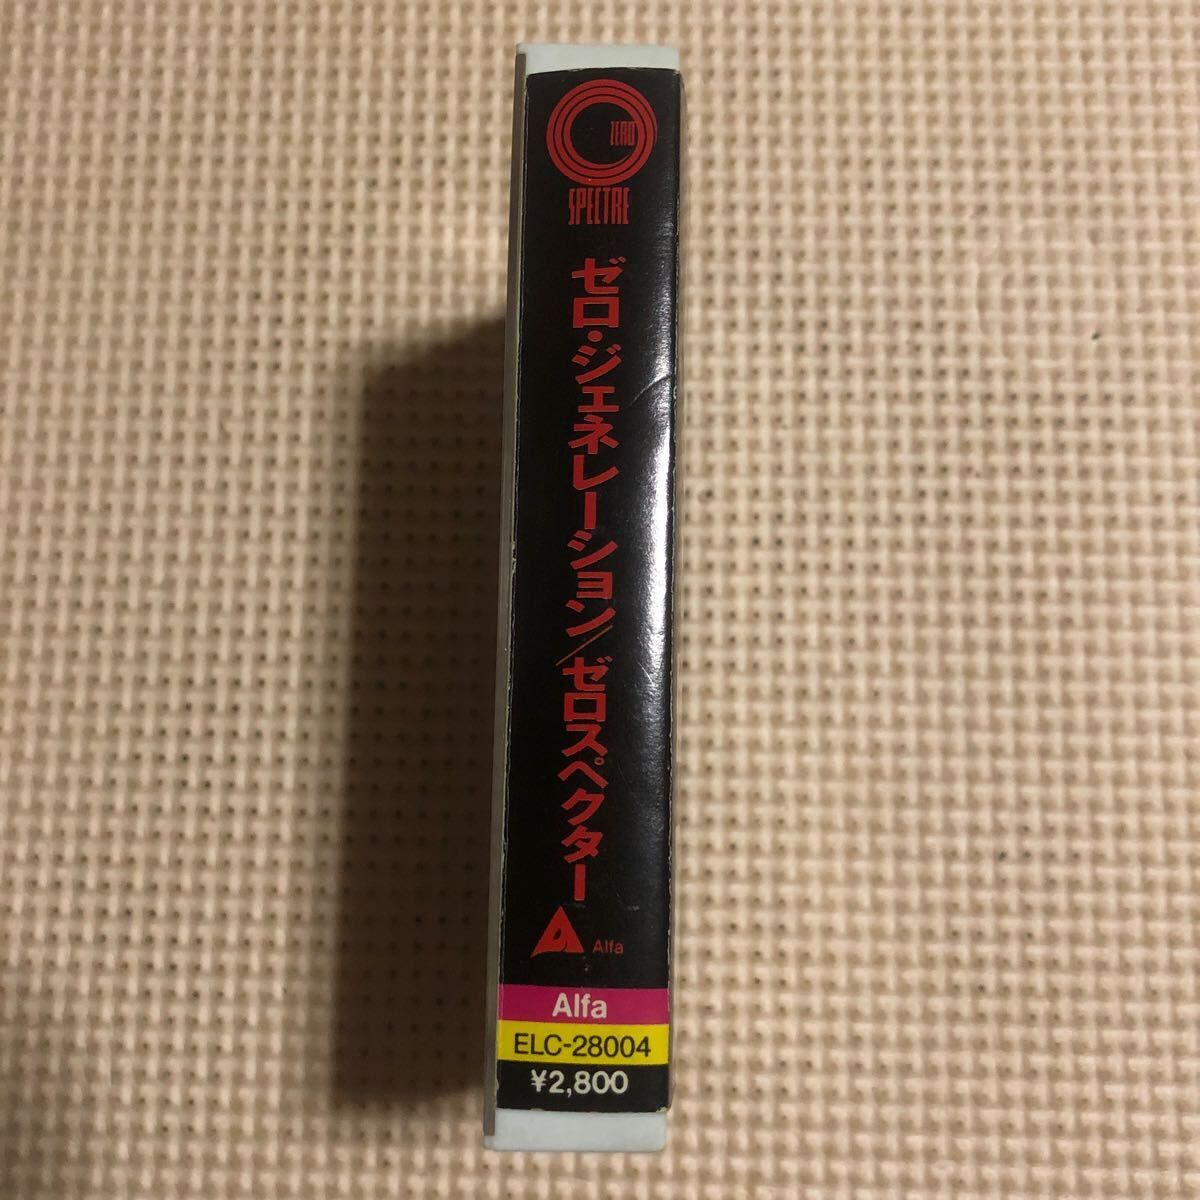 ZERO
SPECTRE
ゼロ・ジェネレーション/ゼロスペクター
Alfa
Alfa
ELC-28004
¥2,800